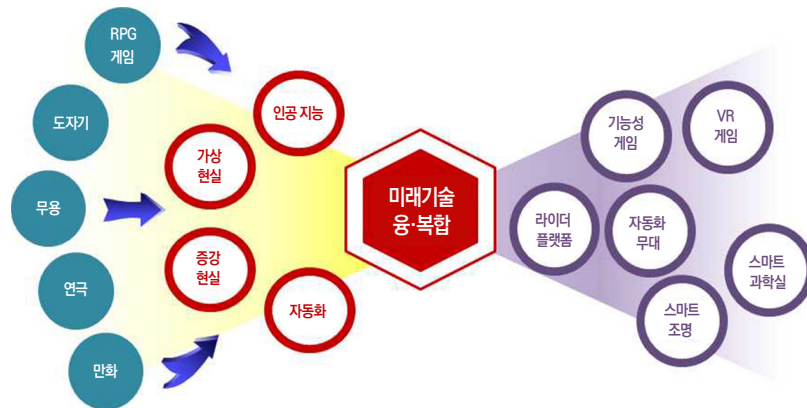 RPG
게임
도자기
무용
연극
만화
인공 지능
가상
현실
증강
현실
자동화
미래기술
융·복합
기능성
게임
VR
게임
라이더
플랫폼
자동화
무대
스마트
과학실
스마트
조명